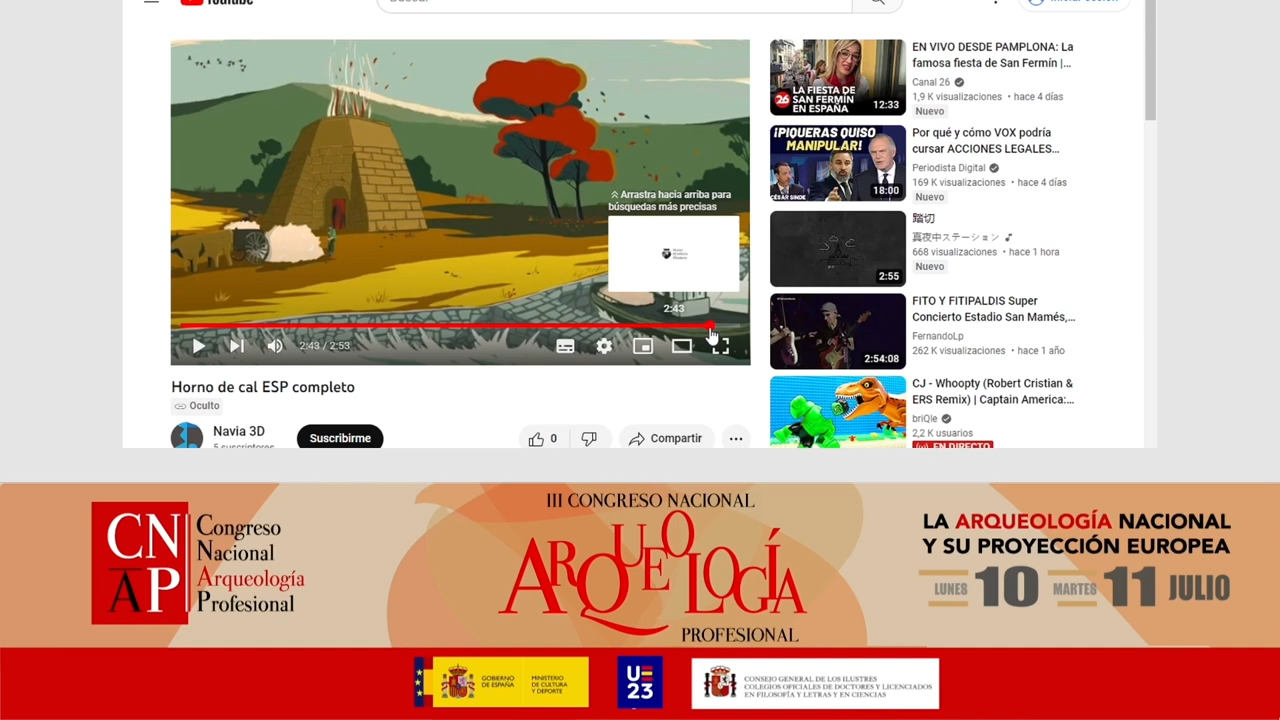 YouTube
Buscar
Iniciar sesión
Arrastra hacia arriba para
búsquedas más precisas
2:43
2:43 / 2:53
Horno de cal ESP completo
Oculto
Navia 3D
5 suscriptores
Suscribirme
0
Compartir
LA FIESTA DE
SAN FERMÍN
EN ESPAÑA
26
12:33
EN VIVO DESDE PAMPLONA: La
famosa fiesta de San Fermín |...
Canal 26
1,9 K visualizaciones • hace 4 días
Nuevo
¡PIQUERAS QUISO
MANIPULAR!
CÉSAR SINDE
18:00
Por qué y cómo VOX podría
cursar ACCIONES LEGALES...
Periodista Digital
169 K visualizaciones • hace 4 días
Nuevo
2:55
踏切
真夜中ステーション
668 visualizaciones • hace 1 hora
Nuevo
2:54:08
FITO Y FITIPALDIS Super
Concierto Estadio San Mamés,...
FernandoLp
262 K visualizaciones • hace 1 año
CJ - Whoopty (Robert Cristian &
ERS Remix) | Captain America:...
briQle
2,2 K usuarios
EN DIRECTO
CN
AP
Congreso
Nacional
Arqueología
Profesional
III CONGRESO NACIONAL
ARQUEOLOGÍA
PROFESIONAL
LA ARQUEOLOGÍA NACIONAL
Y SU PROYECCIÓN EUROPEA
LUNES 10 MARTES 11 JULIO
GOBIERNO
DE ESPAÑA
MINISTERIO
DE CULTURA
Y DEPORTE
UE
23
CONSEJO GENERAL DE LOS ILUSTRES
COLEGIOS OFICIALES DE DOCTORES Y LICENCIADOS
EN FILOSOFÍA Y LETRAS Y EN CIENCIAS